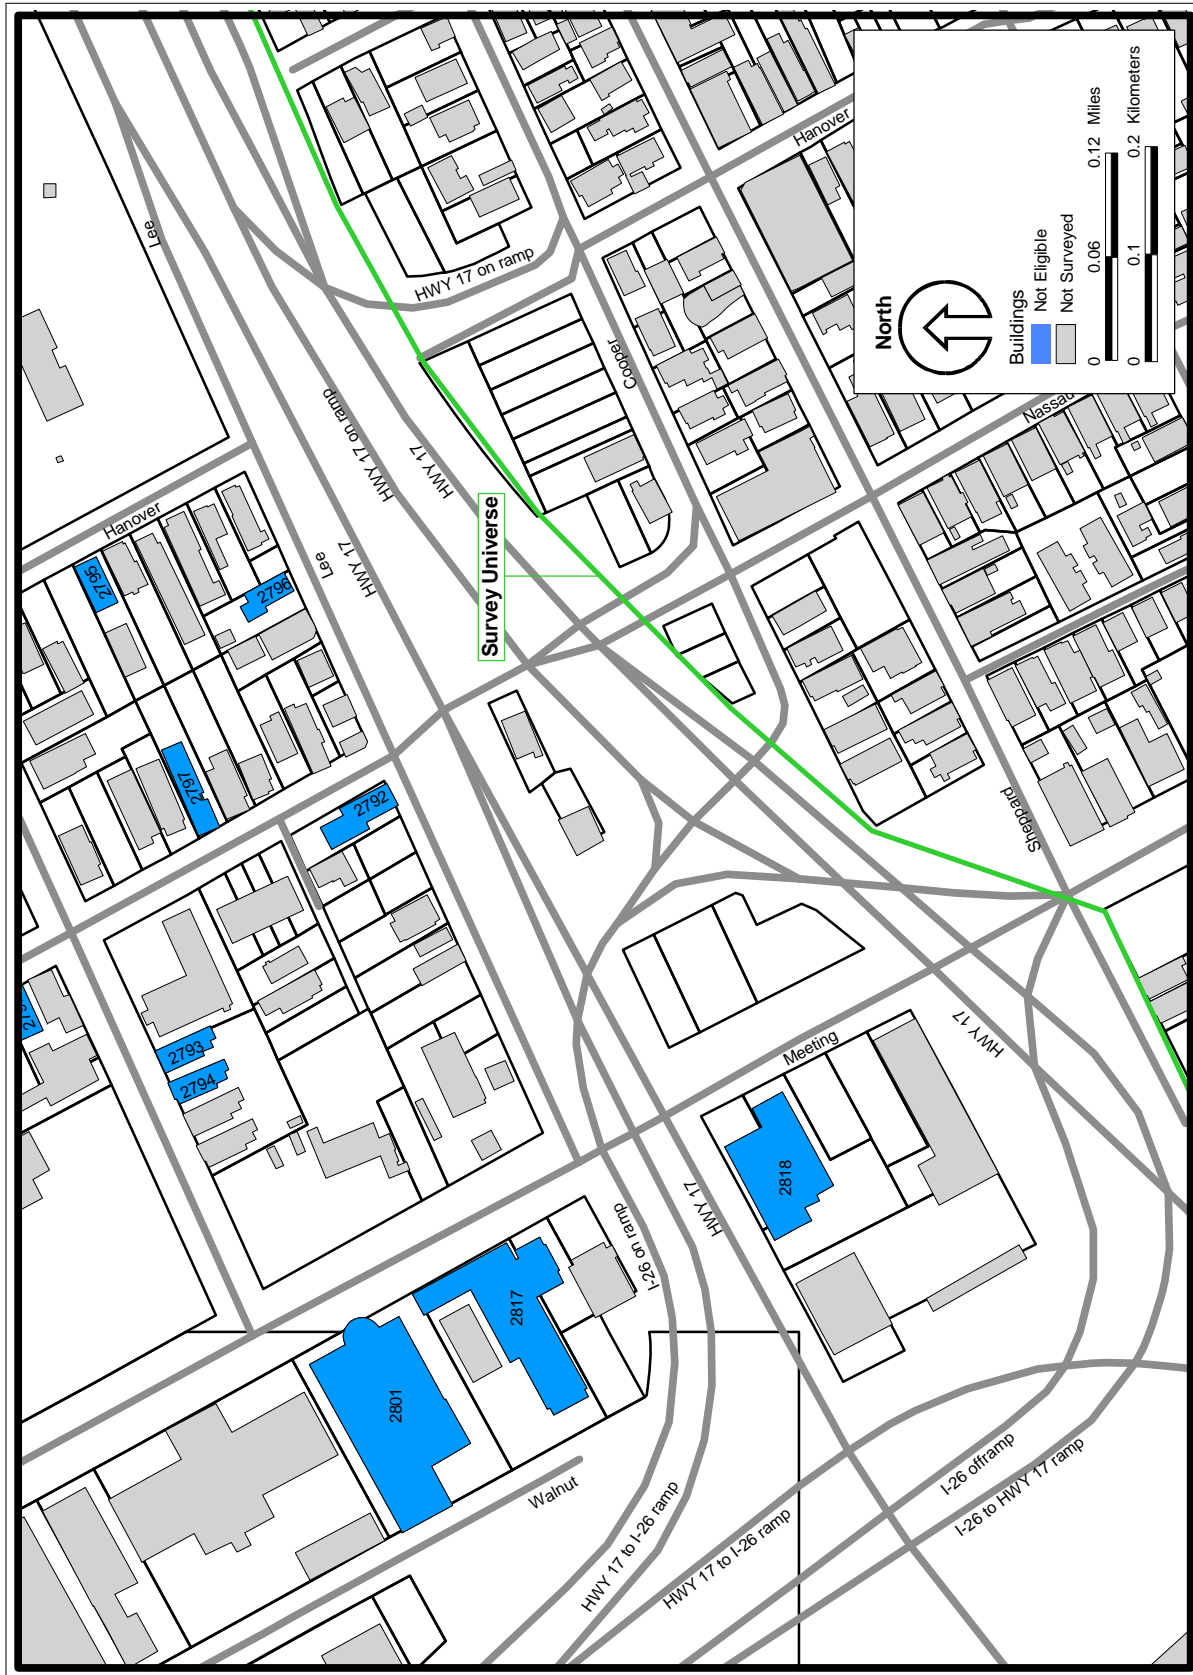 Lee
Hanover
HWY 17 on ramp
Hanover
2795
2796
Lee
HWY 17
HWY 17 on ramp
HWY 17
Cooper
Survey Universe
2797
2792
2793
2794
Meeting
Sheppard
Nassau
HWY 17
2818
HWY 17
I-26 on ramp
2817
2801
Walnut
HWY 17 to I-26 ramp
HWY 17 to I-26 ramp
I-26 offramp
I-26 to HWY 17 ramp
North
Buildings
Not Eligible
Not Surveyed
0 0.06 0.12 Miles
0 0.1 0.2 Kilometers